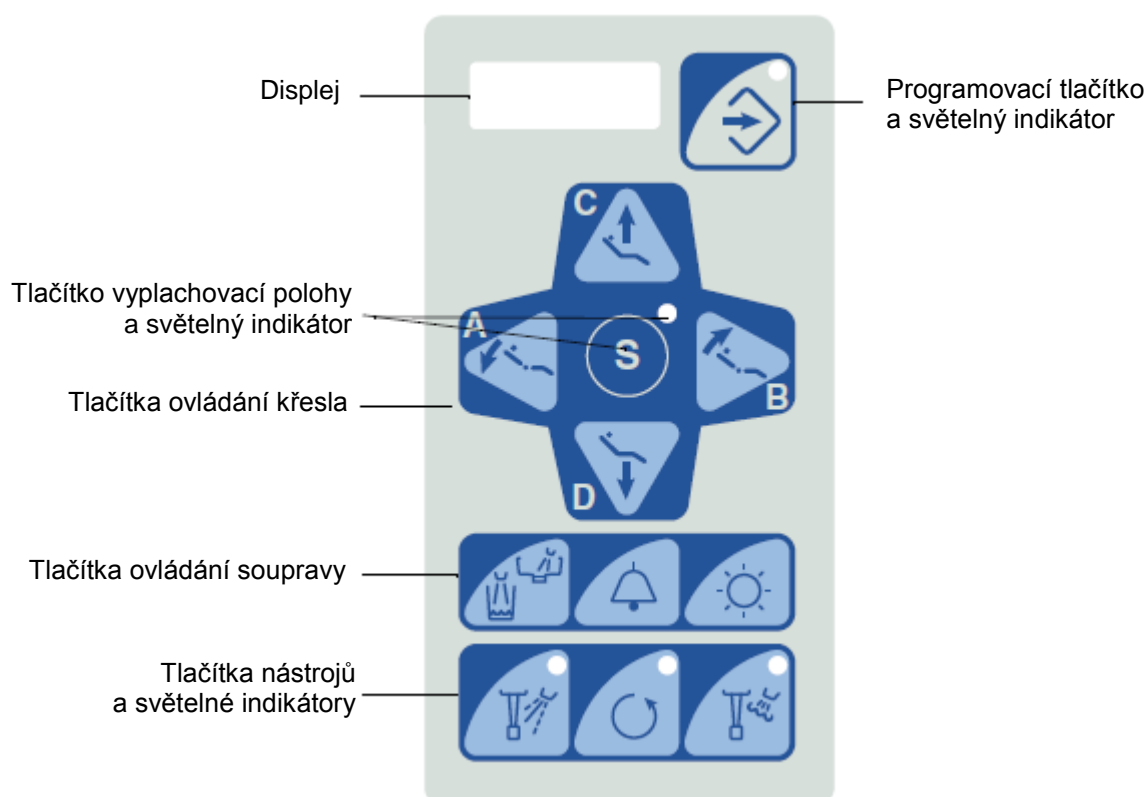 Displej
Programovací tlačítko
a světelný indikátor
C
Tlačítko vyplachovací polohy
a světelný indikátor
A
S
B
Tlačítka ovládání křesla
D
Tlačítka ovládání soupravy
Tlačítka nástrojů
a světelné indikátory